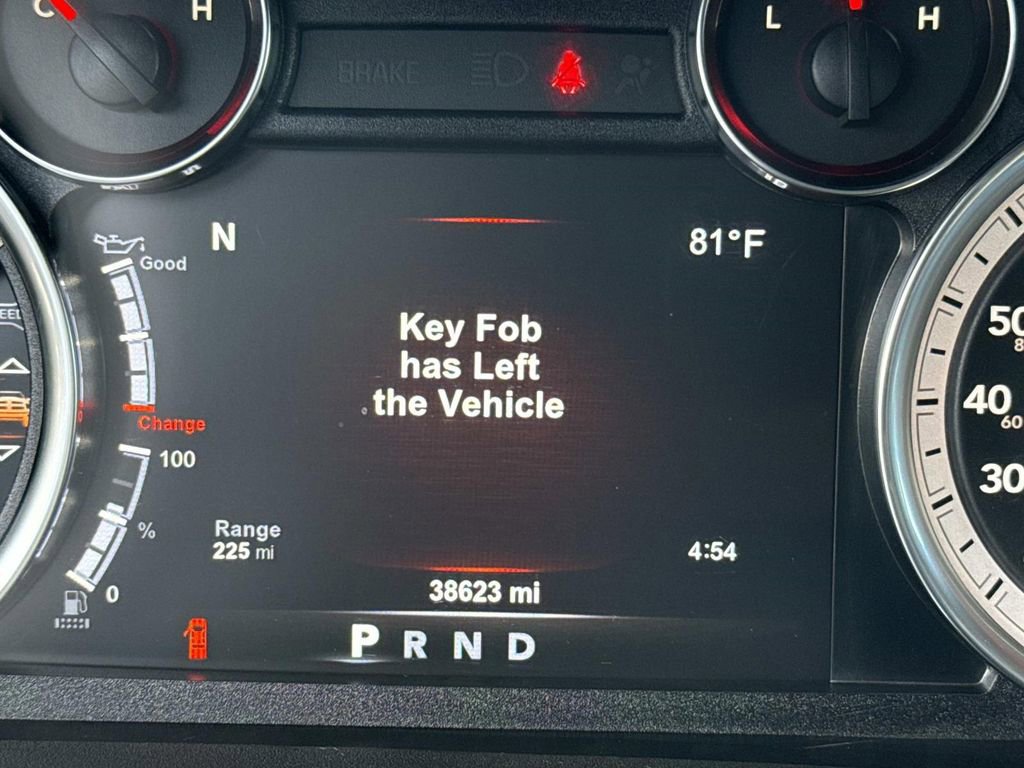 C H
L H
BRAKE
N
81°F
Good
Key Fob
has Left
the Vehicle
Change
100
%
Range
225 mi
4:54
0
38623 mi
P R N D
50
40
60
30